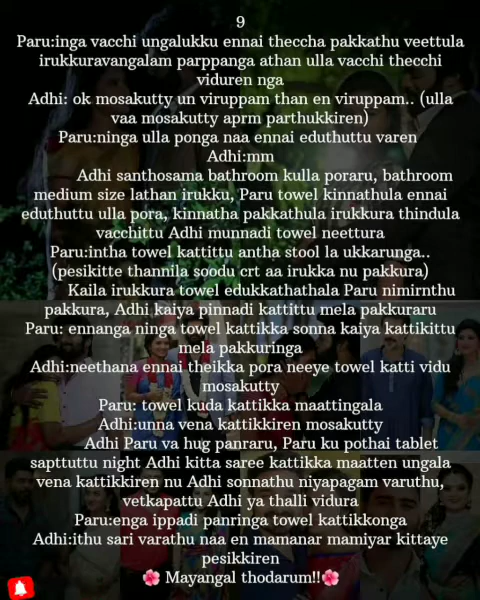 9
Paru:inga vacchi ungalukku ennai theccha pakkathu veettula
irukkuravangalam parppanga athan ulla vacchi thecchi
viduren nga
Adhi: ok mosakutty un viruppam than en viruppam.. (ulla
vaa mosakutty aprm parthukkiren)
Paru:ninga ulla ponga naa ennai eduthuttu varen
Adhi:mm
Adhi santhosama bathroom kulla poraru, bathroom
medium size lathan irukku, Paru towel kinnathula ennai
eduthuttu ulla pora, kinnatha pakkathula irukkura thindula
vacchittu Adhi munnadi towel neettura
Paru:intha towel kattittu antha stool la ukkarunga..
(pesikitte thannila soodu crt aa irukka nu pakkura)
Kaila irukkura towel edukkathathala Paru nimirnthu
pakkura, Adhi kaiya pinnadi kattittu mela pakkuraru
Paru: ennanga ninga towel kattikka sonna kaiya kattikittu
mela pakkuringa
Adhi:neethana ennai theikka pora neeye towel katti vidu
mosakutty
Paru: towel kuda kattikka maattingala
Adhi:unna vena kattikkiren mosakutty
Adhi Paru va hug panraru, Paru ku pothai tablet
sapttuttu night Adhi kitta saree kattikka maatten ungala
vena kattikkiren nu Adhi sonnathu niyapagam varuthu,
vetkapattu Adhi ya thalli vidura
Paru:enga ippadi panringa towel kattikkonga
Adhi:ithu sari varathu naa en mamanar mamiyar kittaye
pesikkiren
🌸 Mayangal thodarum!!🌸